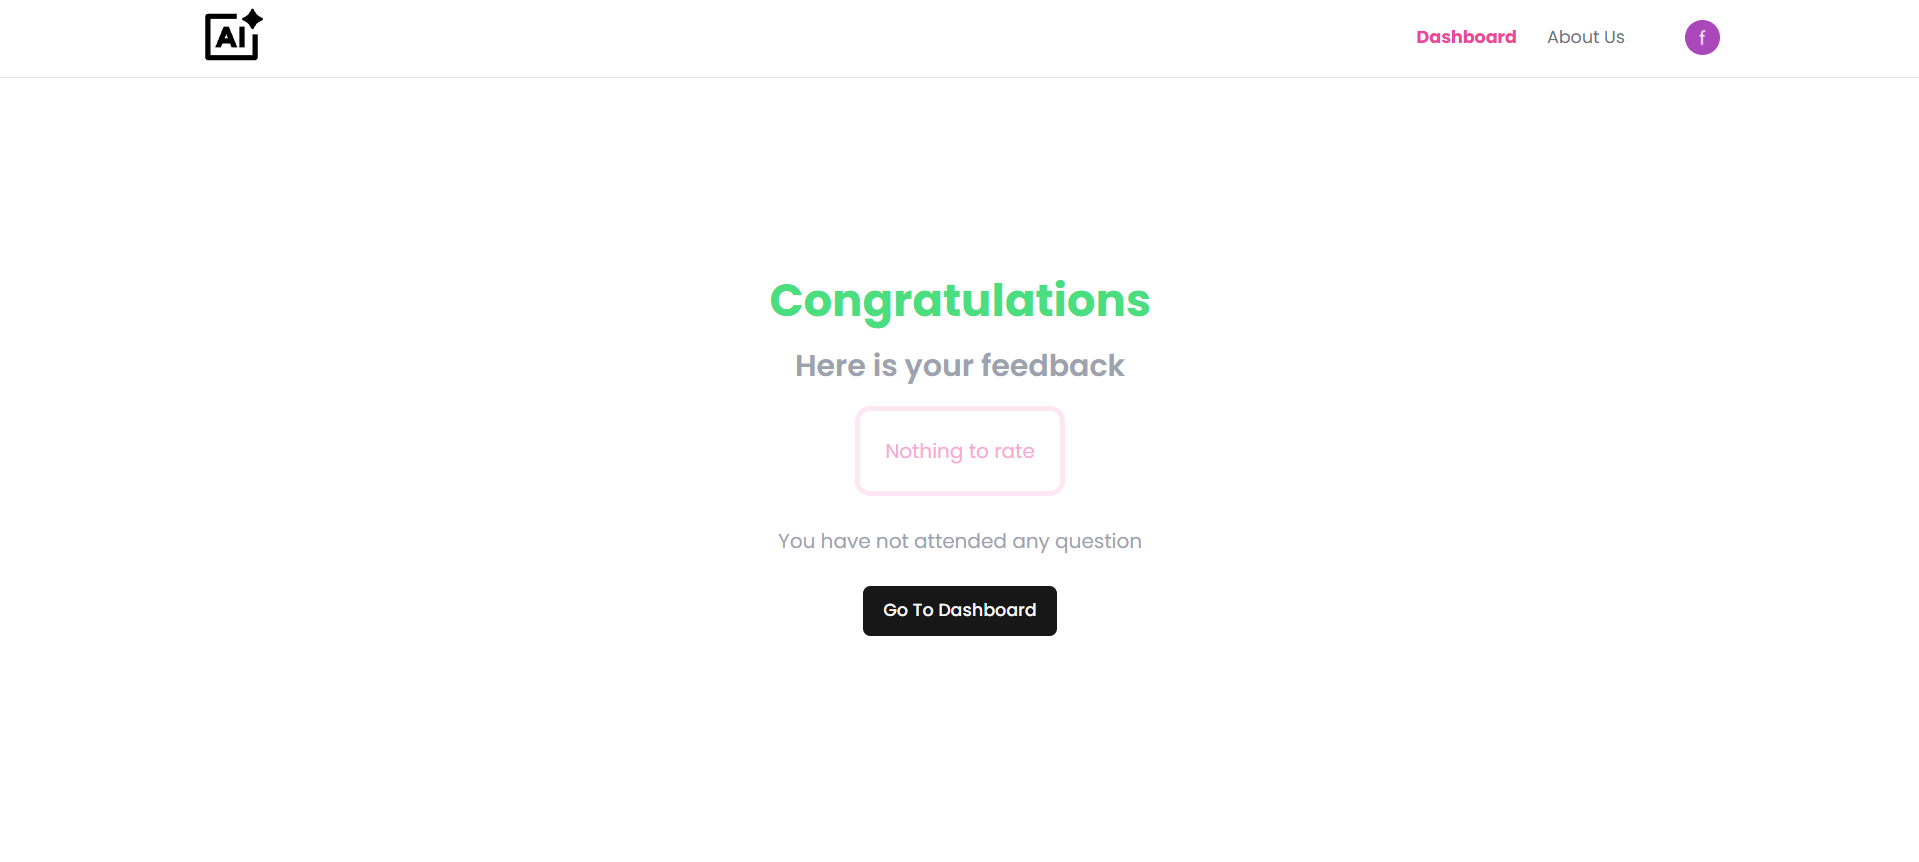 AI
Dashboard About Us f
Congratulations
Here is your feedback
Nothing to rate
You have not attended any question
Go To Dashboard